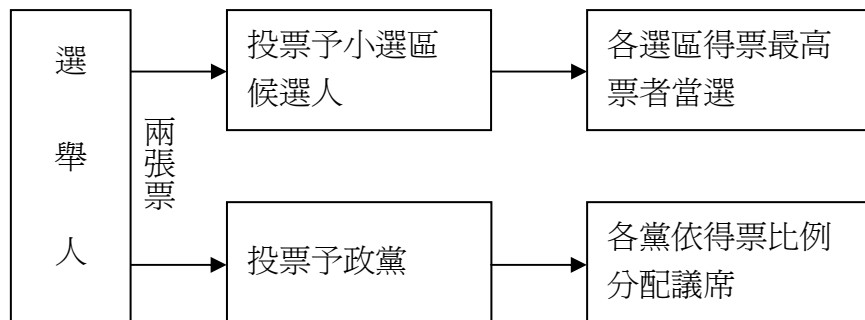 選舉人
兩張票
投票予小選區
候選人
各選區得票最高
票者當選
投票予政黨
各黨依得票比例
分配議席